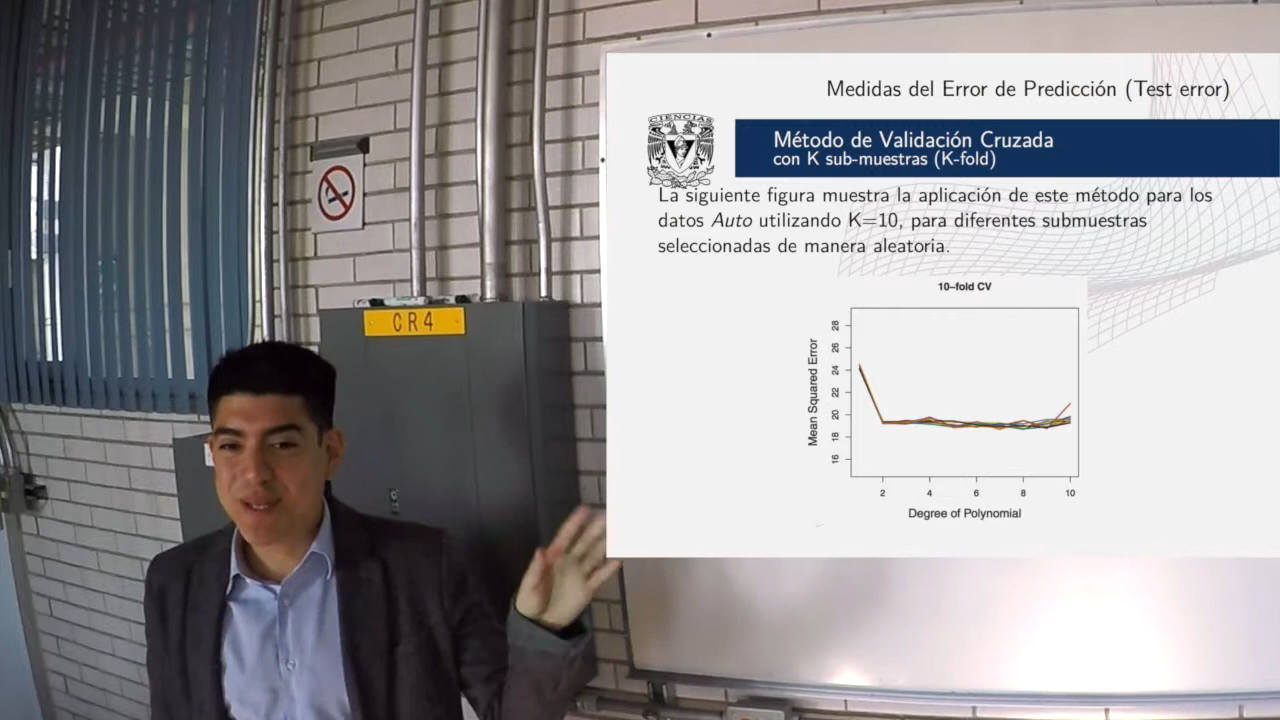 Medidas del Error de Predicción (Test error)
CIENCIAS
Método de Validación Cruzada
con K sub-muestras (K-fold)
La siguiente figura muestra la aplicación de este método para los
datos Auto utilizando K=10, para diferentes submuestras
seleccionadas de manera aleatoria.
CR4
10-fold CV
Mean Squared Error
28
26
24
22
20
18
16
2 4 6 8 10
Degree of Polynomial